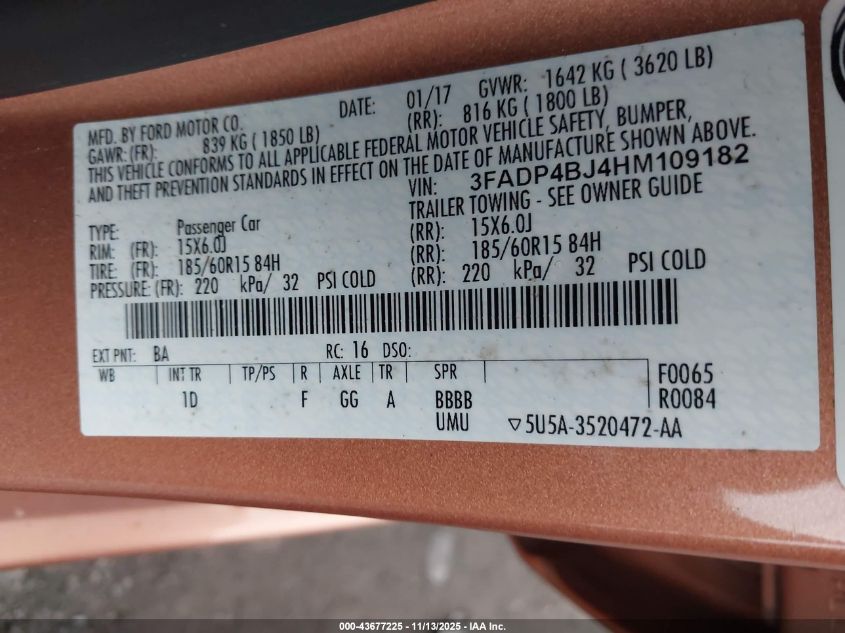 MFD. BY FORD MOTOR CO. DATE: 01/17 GVWR: 1642 KG ( 3620 LB)
GAWR: (FR): 839 KG ( 1850 LB) (RR): 816 KG ( 1800 LB)
THIS VEHICLE CONFORMS TO ALL APPLICABLE FEDERAL MOTOR VEHICLE SAFETY, BUMPER,
AND THEFT PREVENTION STANDARDS IN EFFECT ON THE DATE OF MANUFACTURE SHOWN ABOVE.
VIN: 3FADP4BJ4HM109182
TYPE: Passenger Car TRAILER TOWING - SEE OWNER GUIDE
RIM: (FR): 15X6.0J (RR): 15X6.0J
TIRE: (FR): 185/60R15 84H (RR): 185/60R15 84H
PRESSURE: (FR): 220 kPa/ 32 PSI COLD (RR): 220 kPa/ 32 PSI COLD
EXT PNT: BA RC: 16 DSO:
WB INT TR TP/PS R AXLE TR SPR F0065
1D F GG A BBBB R0084
UMU ▽5U5A-3520472-AA
000-43677225 - 11/13/2025 - IAA Inc.